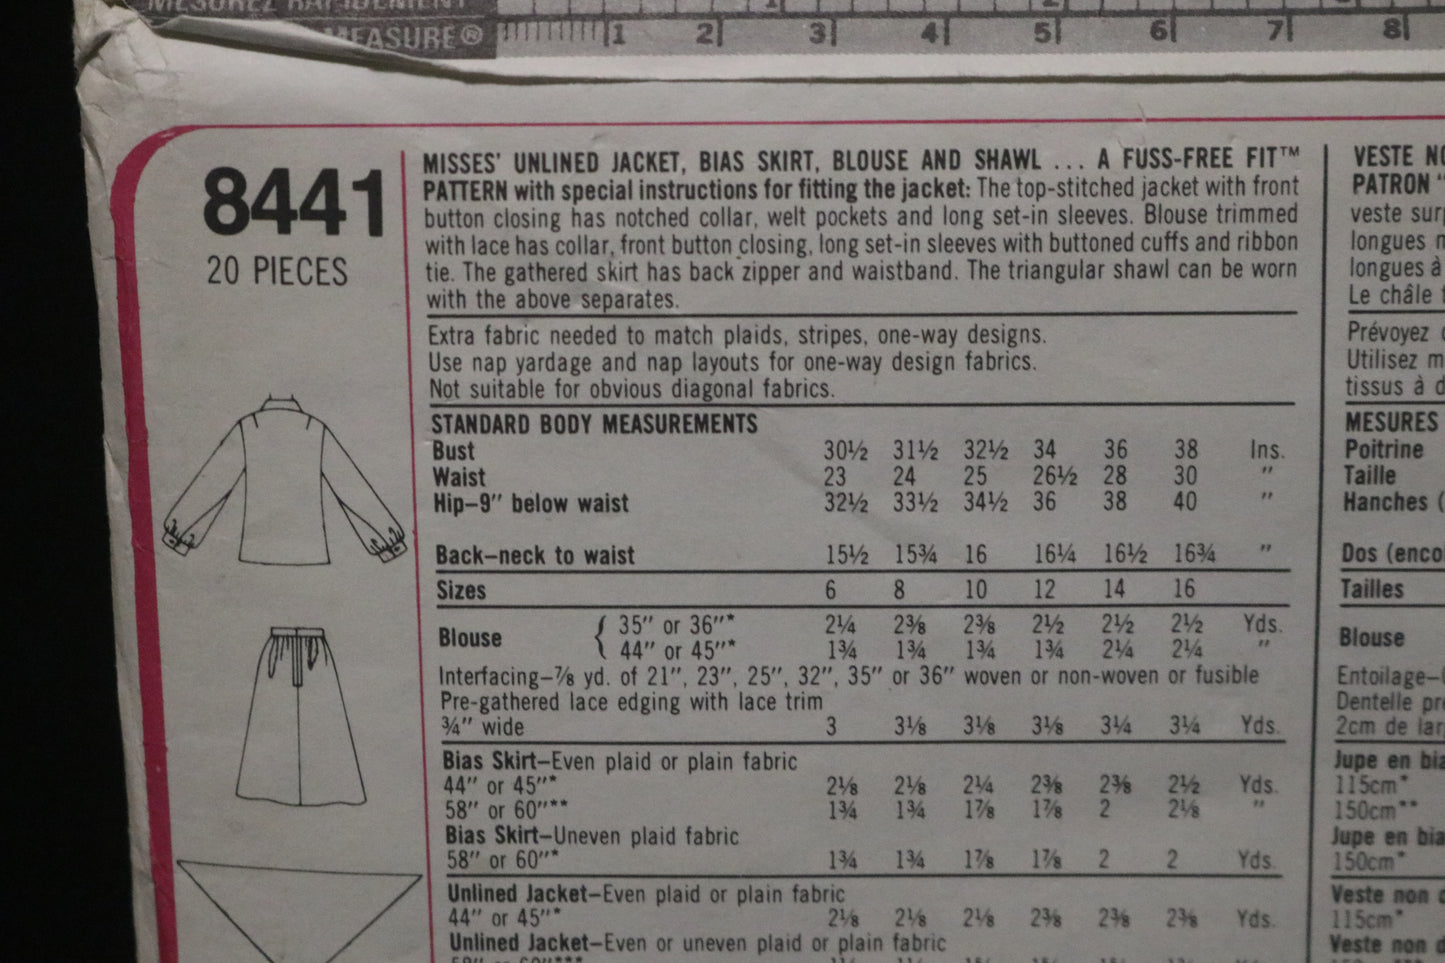 MESUREZ RAPIDEMENT
MEASURE®
1 2 3 4 5 6 7 8
8441
20 PIECES
MISSES' UNLINED JACKET, BIAS SKIRT, BLOUSE AND SHAWL ... A FUSS-FREE FIT™
PATTERN with special instructions for fitting the jacket: The top-stitched jacket with front
button closing has notched collar, welt pockets and long set-in sleeves. Blouse trimmed
with lace has collar, front button closing, long set-in sleeves with buttoned cuffs and ribbon
tie. The gathered skirt has back zipper and waistband. The triangular shawl can be worn
with the above separates.
Extra fabric needed to match plaids, stripes, one-way designs.
Use nap yardage and nap layouts for one-way design fabrics.
Not suitable for obvious diagonal fabrics.
STANDARD BODY MEASUREMENTS
Bust 30½ 31½ 32½ 34 36 38 Ins.
Waist 23 24 25 26½ 28 30 "
Hip–9" below waist 32½ 33½ 34½ 36 38 40 "
Back–neck to waist 15½ 15¾ 16 16¼ 16½ 16¾ "
Sizes 6 8 10 12 14 16
Blouse { 35" or 36"* 2¼ 2⅜ 2⅜ 2½ 2½ 2½ Yds.
44" or 45"* 1¾ 1¾ 1¾ 1¾ 2¼ 2¼ "
Interfacing–⅞ yd. of 21", 23", 25", 32", 35" or 36" woven or non-woven or fusible
Pre-gathered lace edging with lace trim
¾" wide 3 3⅛ 3⅛ 3⅛ 3¼ 3¼ Yds.
Bias Skirt–Even plaid or plain fabric
44" or 45"* 2⅛ 2⅛ 2¼ 2⅜ 2⅜ 2½ Yds.
58" or 60"** 1¾ 1¾ 1⅞ 1⅞ 2 2⅛ "
Bias Skirt–Uneven plaid fabric
58" or 60"* 1¾ 1¾ 1⅞ 1⅞ 2 2 Yds.
Unlined Jacket–Even plaid or plain fabric
44" or 45"* 2⅛ 2⅛ 2⅛ 2⅜ 2⅜ 2⅜ Yds.
Unlined Jacket–Even or uneven plaid or plain fabric
VESTE
PATRON "
veste
longues
longues à
Le châle
Prévoyez
Utilisez
tissus à
MESURES
Poitrine
Taille
Hanches (
Dos (enco
Tailles
Blouse
Entoilage–
Dentelle
2cm de
Jupe en
115cm*
150cm**
Jupe en
150cm*
Veste non
115cm*
Veste non